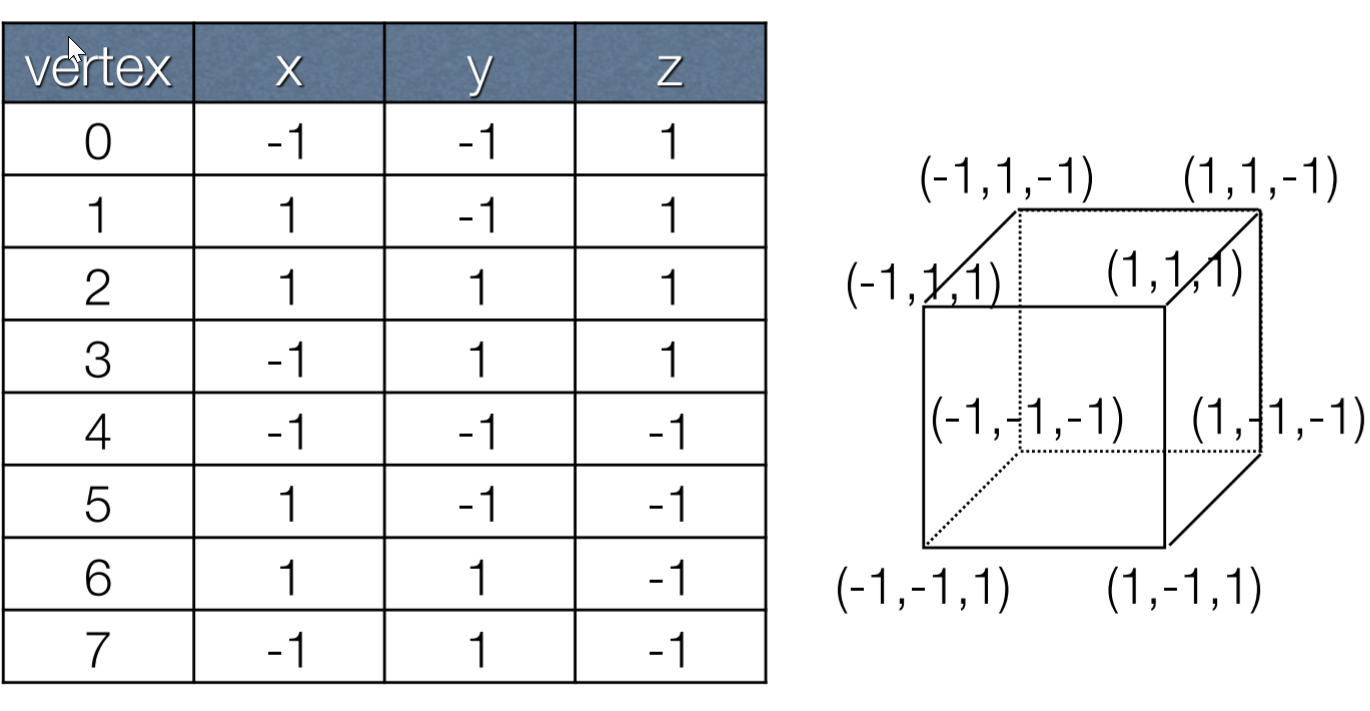 vertex x y z
0 -1 -1 1
1 1 -1 1
2 1 1 1
3 -1 1 1
4 -1 -1 -1
5 1 -1 -1
6 1 1 -1
7 -1 1 -1
(-1,1,-1) (1,1,-1)
(-1,1,1) (1,1,1)
(-1,-1,-1) (1,-1,-1)
(-1,-1,1) (1,-1,1)